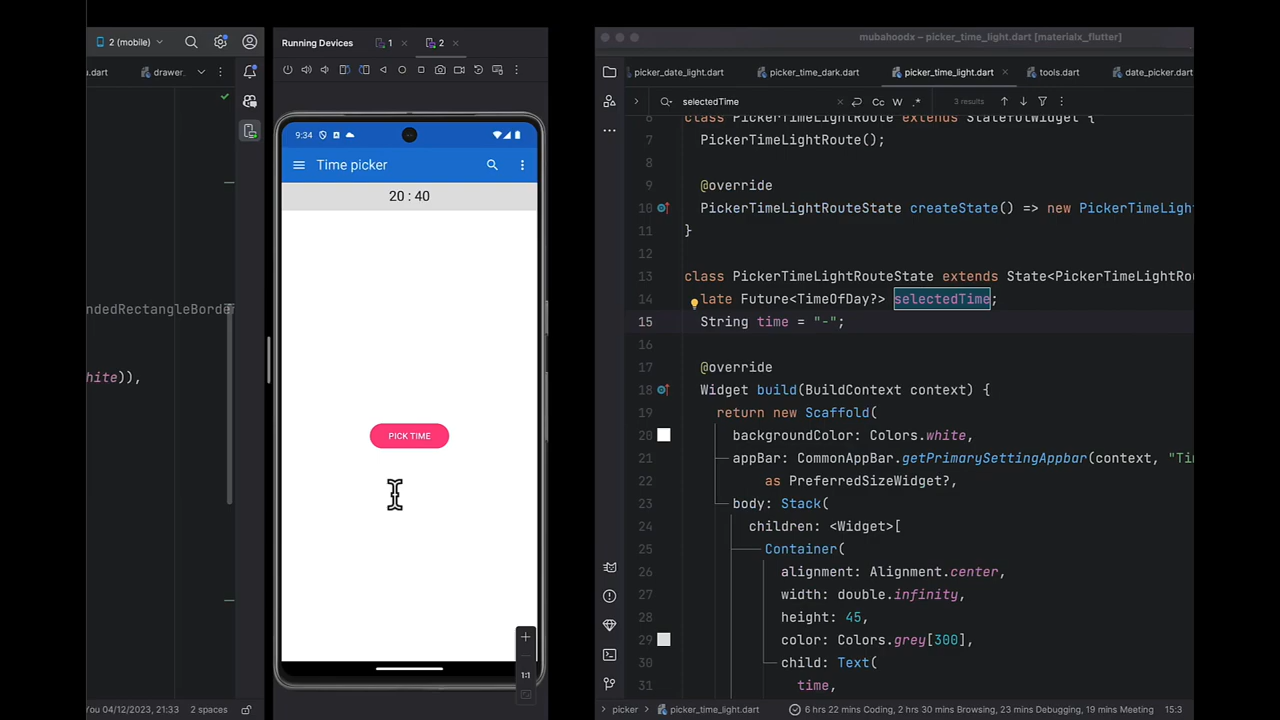 2 (mobile)
a.dart
drawer_
ndedRectangleBorder
hite)),
You 04/12/2023, 21:33
2 spaces
Running Devices
1
2
9:34
Time picker
20 : 40
PICK TIME
1:1
mubahoodx – picker_time_light.dart [materialx_flutter]
picker_date_light.dart
picker_time_dark.dart
picker_time_light.dart
tools.dart
date_picker.dart
selectedTime
Cc
W
.*
3 results
6 class PickerTimeLightRoute extends StatefulWidget {
7 PickerTimeLightRoute();
8
9 @override
10 PickerTimeLightRouteState createState() => new PickerTimeLight
11 }
12
13 class PickerTimeLightRouteState extends State<PickerTimeLightRo
14 late Future<TimeOfDay?> selectedTime;
15 String time = "-";
16
17 @override
18 Widget build(BuildContext context) {
19 return new Scaffold(
20 backgroundColor: Colors.white,
21 appBar: CommonAppBar.getPrimarySettingAppbar(context, "Ti
22 as PreferredSizeWidget?,
23 body: Stack(
24 children: <Widget>[
25 Container(
26 alignment: Alignment.center,
27 width: double.infinity,
28 height: 45,
29 color: Colors.grey[300],
30 child: Text(
31 time,
picker
picker_time_light.dart
6 hrs 22 mins Coding, 2 hrs 30 mins Browsing, 23 mins Debugging, 19 mins Meeting
15:3